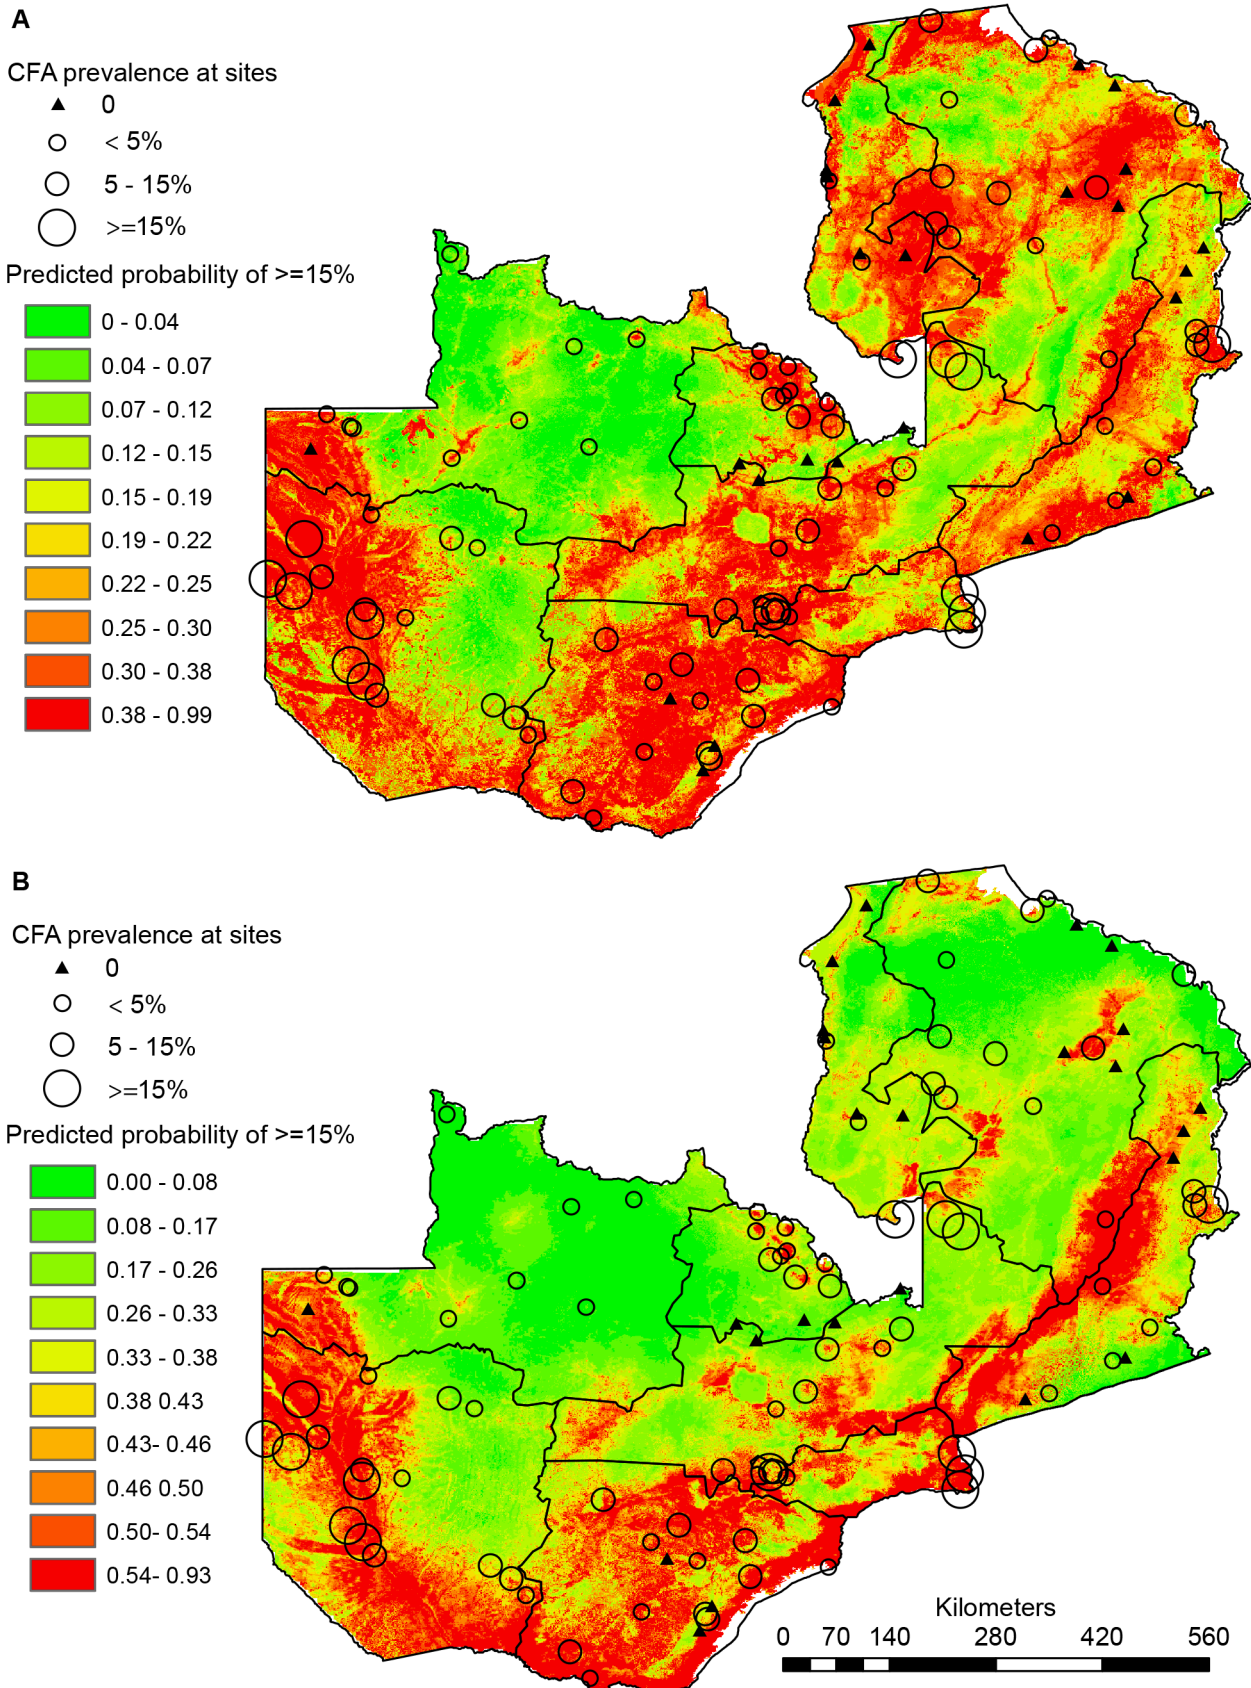 A
CFA prevalence at sites
0
< 5%
5 - 15%
>=15%
Predicted probability of >=15%
0 - 0.04
0.04 - 0.07
0.07 - 0.12
0.12 - 0.15
0.15 - 0.19
0.19 - 0.22
0.22 - 0.25
0.25 - 0.30
0.30 - 0.38
0.38 - 0.99
B
CFA prevalence at sites
0
< 5%
5 - 15%
>=15%
Predicted probability of >=15%
0.00 - 0.08
0.08 - 0.17
0.17 - 0.26
0.26 - 0.33
0.33 - 0.38
0.38 0.43
0.43- 0.46
0.46 0.50
0.50- 0.54
0.54- 0.93
Kilometers
0 70 140 280 420 560